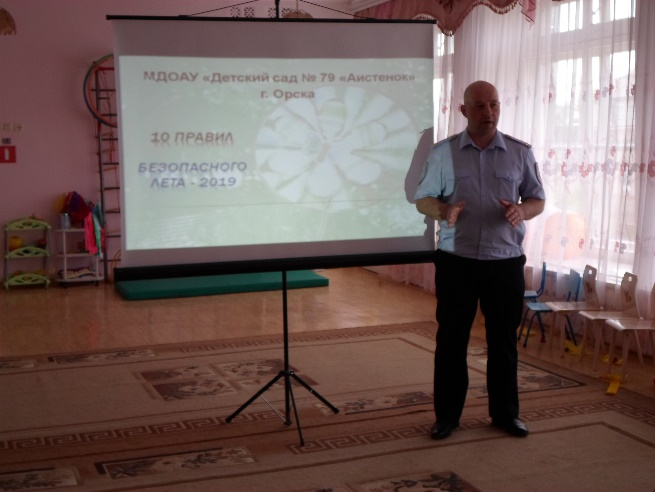 МДОАУ «Детский сад № 79 «Аистенок»
г. Орска
10 ПРАВИЛ
БЕЗОПАСНОГО
ЛЕТА - 2019